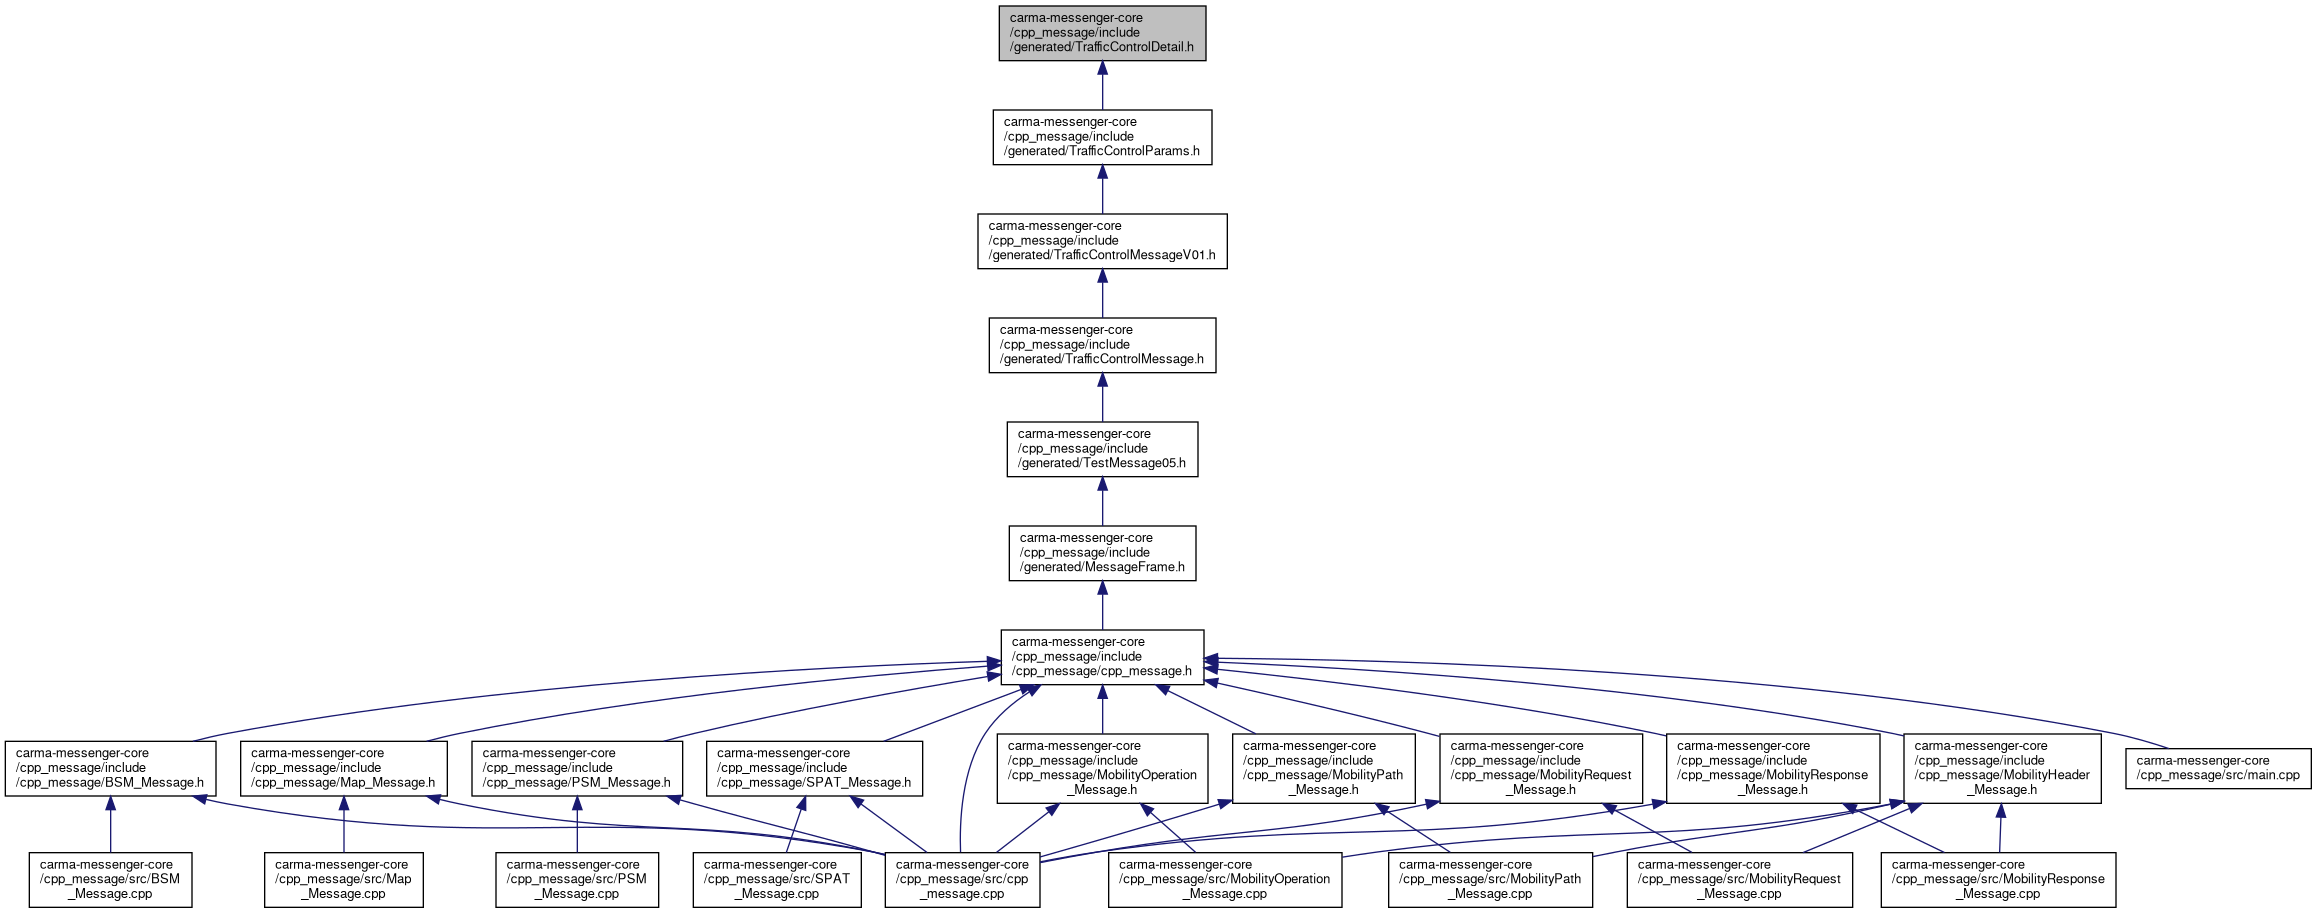 carma-messenger-core
/cpp_message/include
/generated/TrafficControlDetail.h
carma-messenger-core
/cpp_message/include
/generated/TrafficControlParams.h
carma-messenger-core
/cpp_message/include
/generated/TrafficControlMessageV01.h
carma-messenger-core
/cpp_message/include
/generated/TrafficControlMessage.h
carma-messenger-core
/cpp_message/include
/generated/TestMessage05.h
carma-messenger-core
/cpp_message/include
/generated/MessageFrame.h
carma-messenger-core
/cpp_message/include
/cpp_message/cpp_message.h
carma-messenger-core
/cpp_message/include
/cpp_message/BSM_Message.h
carma-messenger-core
/cpp_message/include
/cpp_message/Map_Message.h
carma-messenger-core
/cpp_message/include
/cpp_message/PSM_Message.h
carma-messenger-core
/cpp_message/include
/cpp_message/SPAT_Message.h
carma-messenger-core
/cpp_message/include
/cpp_message/MobilityOperation
_Message.h
carma-messenger-core
/cpp_message/include
/cpp_message/MobilityPath
_Message.h
carma-messenger-core
/cpp_message/include
/cpp_message/MobilityRequest
_Message.h
carma-messenger-core
/cpp_message/include
/cpp_message/MobilityResponse
_Message.h
carma-messenger-core
/cpp_message/include
/cpp_message/MobilityHeader
_Message.h
carma-messenger-core
/cpp_message/src/main.cpp
carma-messenger-core
/cpp_message/src/BSM
_Message.cpp
carma-messenger-core
/cpp_message/src/Map
_Message.cpp
carma-messenger-core
/cpp_message/src/PSM
_Message.cpp
carma-messenger-core
/cpp_message/src/SPAT
_Message.cpp
carma-messenger-core
/cpp_message/src/cpp
_message.cpp
carma-messenger-core
/cpp_message/src/MobilityOperation
_Message.cpp
carma-messenger-core
/cpp_message/src/MobilityPath
_Message.cpp
carma-messenger-core
/cpp_message/src/MobilityRequest
_Message.cpp
carma-messenger-core
/cpp_message/src/MobilityResponse
_Message.cpp